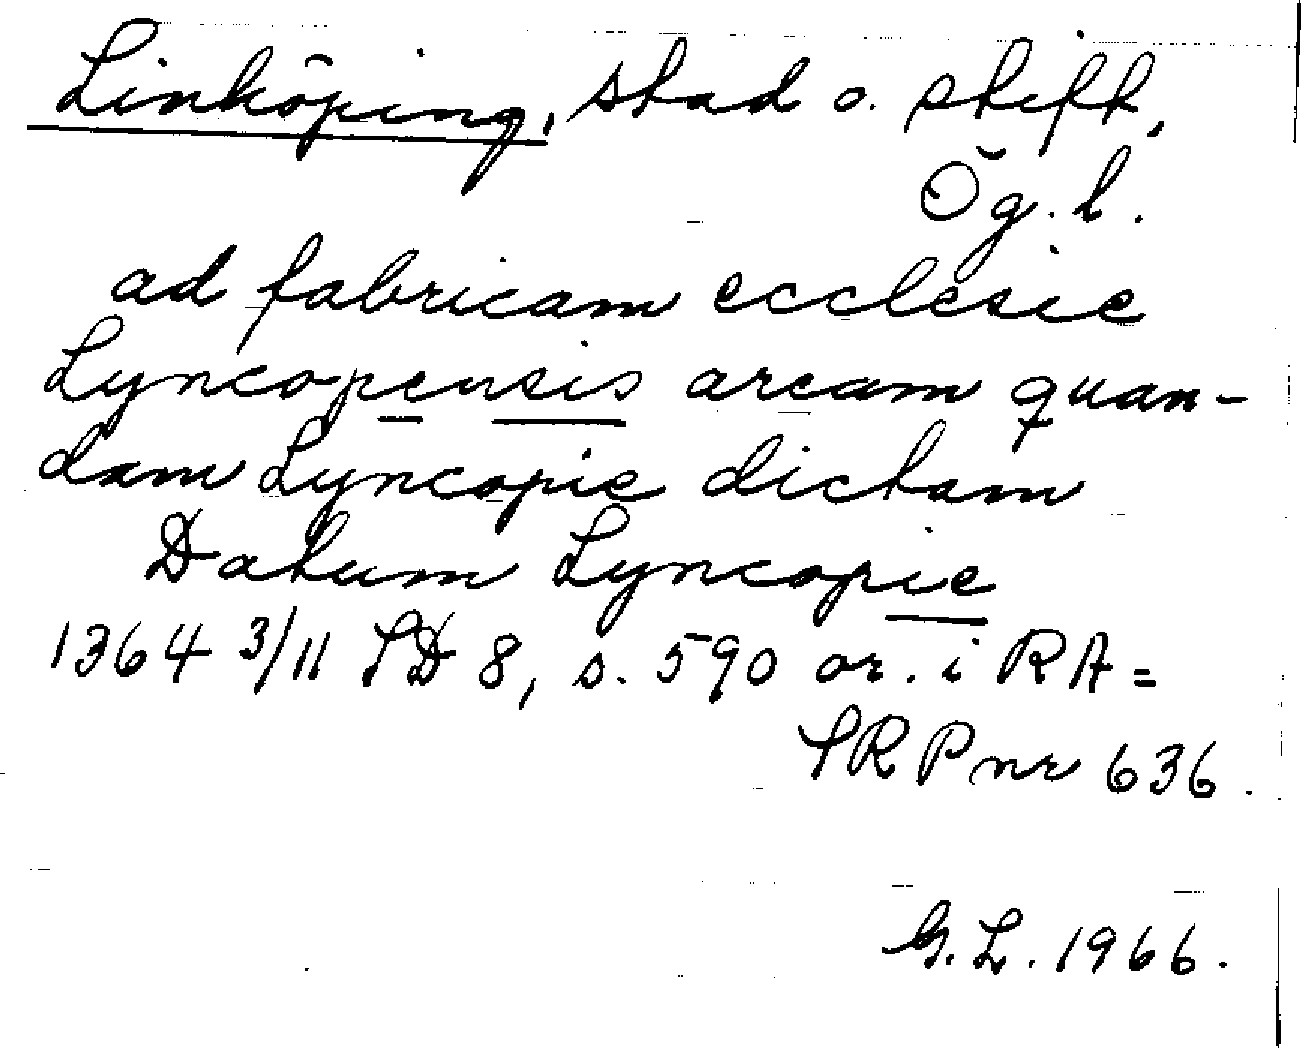 Linköping, stad o. stift,
Ög. l.
ad fabricam ecclesie
Lyncopensis aream quan-
dam Lyncopie dictam
Datum Lyncopie
1364 3/11 SD 8, s. 590 or. i RA =
SRP nr 636.
G. L. 1966.